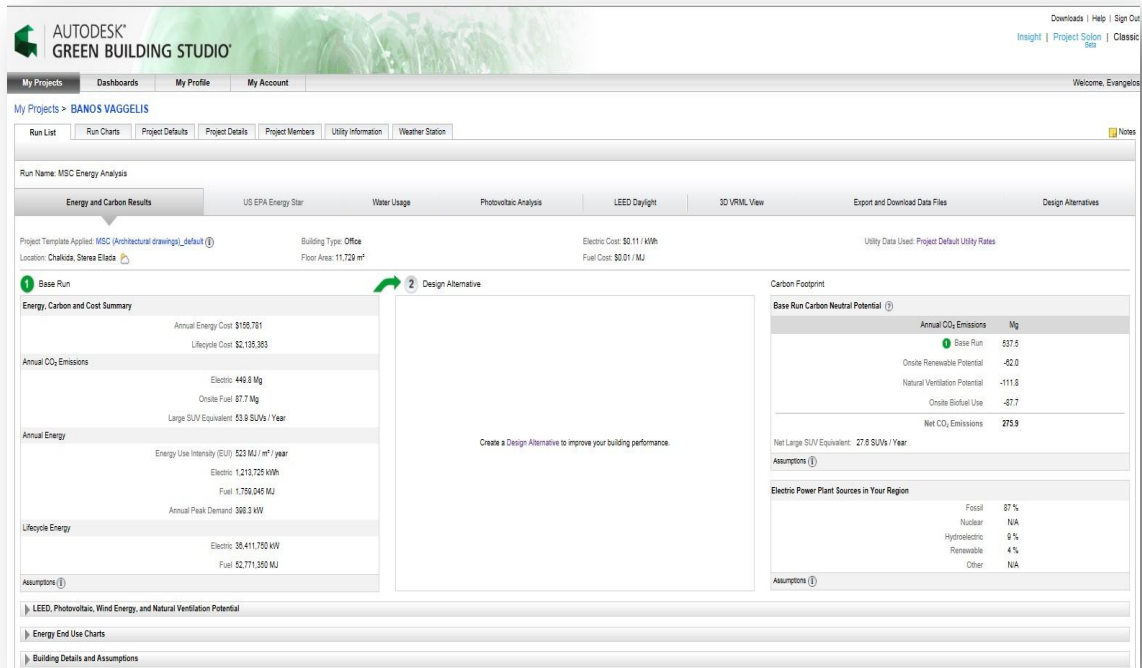 AUTODESK®
GREEN BUILDING STUDIO®
Downloads | Help | Sign Out
Insight | Project Solon | Classic
Beta
My Projects Dashboards My Profile My Account Welcome, Evangelos
My Projects > BANOS VAGGELIS
Run List Run Charts Project Defaults Project Details Project Members Utility Information Weather Station Notes
Run Name: MSC Energy Analysis
Energy and Carbon Results US EPA Energy Star Water Usage Photovoltaic Analysis LEED Daylight 3D VRML View Export and Download Data Files Design Alternatives
Project Template Applied: MSC (Architectural drawings)_default Building Type: Office Electric Cost: $0.11 / kWh Utility Data Used: Project Default Utility Rates
Location: Chalkida, Sterea Ellada Floor Area: 11,729 m² Fuel Cost: $0.01 / MJ
1 Base Run
Energy, Carbon and Cost Summary
Annual Energy Cost $156,781
Lifecycle Cost $2,135,363
Annual CO₂ Emissions
Electric 449.8 Mg
Onsite Fuel 87.7 Mg
Large SUV Equivalent 53.9 SUVs / Year
Annual Energy
Energy Use Intensity (EUI) 523 MJ / m² / year
Electric 1,213,725 kWh
Fuel 1,759,045 MJ
Annual Peak Demand 398.3 kW
Lifecycle Energy
Electric 36,411,750 kW
Fuel 52,771,350 MJ
Assumptions
2 Design Alternative
Create a Design Alternative to improve your building performance.
Carbon Footprint
Base Run Carbon Neutral Potential ?
Annual CO₂ Emissions Mg
1 Base Run 537.5
Onsite Renewable Potential -62.0
Natural Ventilation Potential -111.8
Onsite Biofuel Use -87.7
Net CO₂ Emissions 275.9
Net Large SUV Equivalent: 27.6 SUVs / Year
Assumptions
Electric Power Plant Sources in Your Region
Fossil 87 %
Nuclear N/A
Hydroelectric 9 %
Renewable 4 %
Other N/A
Assumptions
LEED, Photovoltaic, Wind Energy, and Natural Ventilation Potential
Energy End Use Charts
Building Details and Assumptions